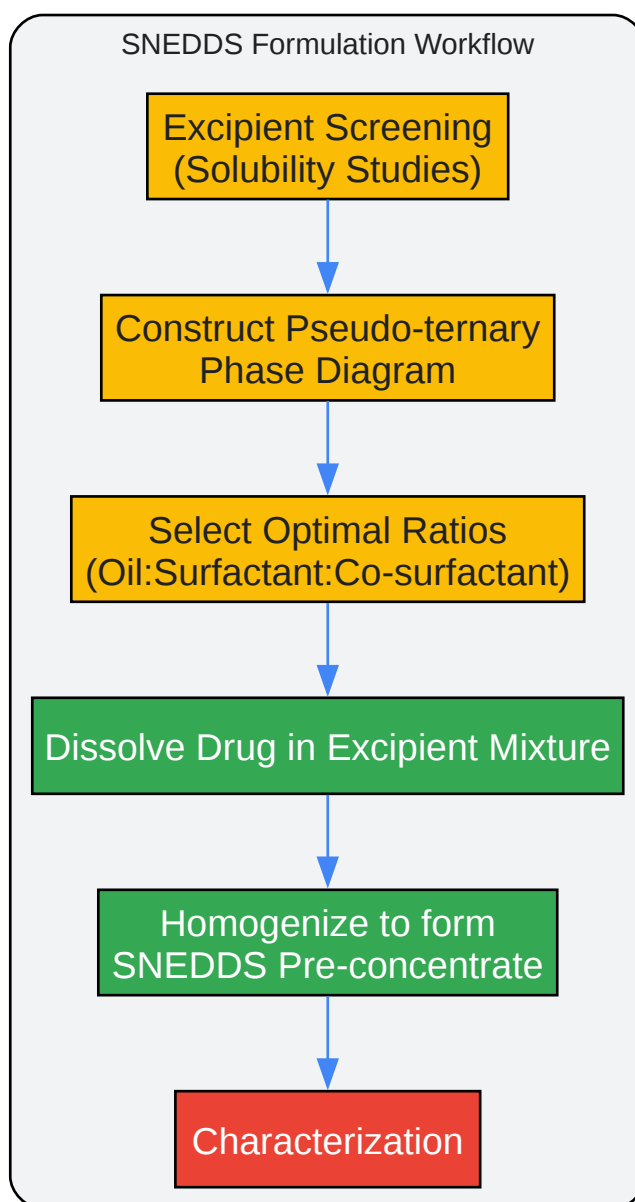 SNEDDS Formulation Workflow
Excipient Screening
(Solubility Studies)
Construct Pseudo-ternary
Phase Diagram
Select Optimal Ratios
(Oil:Surfactant:Co-surfactant)
Dissolve Drug in Excipient Mixture
Homogenize to form
SNEDDS Pre-concentrate
Characterization